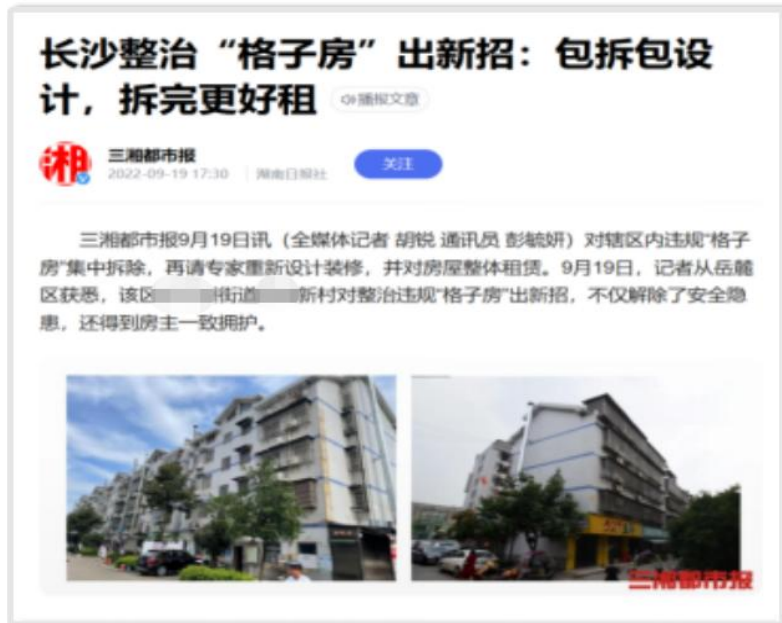 长沙整治“格子房”出新招：包拆包设
计，拆完更好租
播报文章
湘
三湘都市报
2022-09-19 17:30 湖南日报社
关注
三湘都市报9月19日讯（全媒体记者 胡锐 通讯员 彭毓妍）对辖区内违规“格子
房”集中拆除，再请专家重新设计装修，并对房屋整体租赁。9月19日，记者从岳麓
区获悉，该区 街道 新村对整治违规“格子房”出新招，不仅解除了安全隐
患，还得到房主一致拥护。
三湘都市报